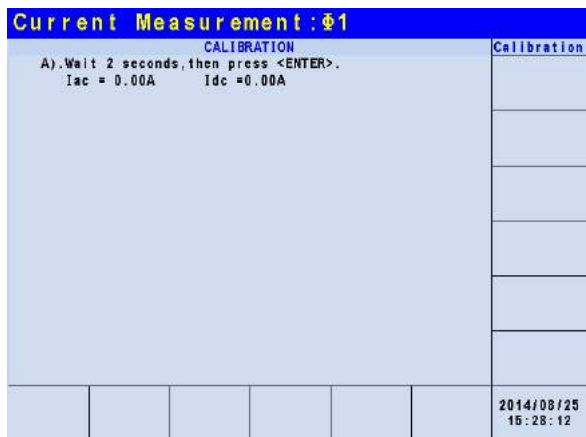 Current Measurement:Φ1
CALIBRATION
Calibration
A).Wait 2 seconds,then press <ENTER>.
Iac = 0.00A Idc =0.00A
2014/08/25
15:28:12